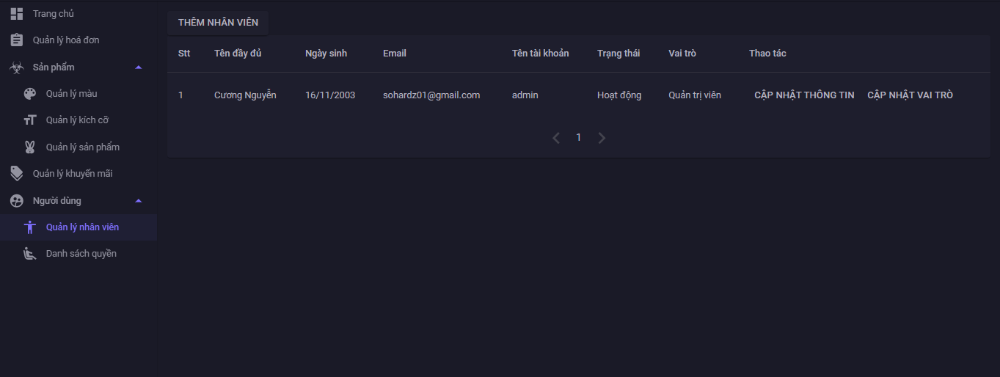 Trang chủ
Quản lý hoá đơn
Sản phẩm
Quản lý màu
Quản lý kích cỡ
Quản lý sản phẩm
Quản lý khuyến mãi
Người dùng
Quản lý nhân viên
Danh sách quyền
THÊM NHÂN VIÊN
Stt Tên đầy đủ Ngày sinh Email Tên tài khoản Trạng thái Vai trò Thao tác
1 Cương Nguyễn 16/11/2003 sohardz01@gmail.com admin Hoạt động Quản trị viên CẬP NHẬT THÔNG TIN CẬP NHẬT VAI TRÒ
1